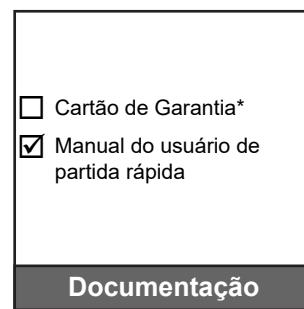 Cartão de Garantia*
Manual do usuário de
partida rápida
Documentação